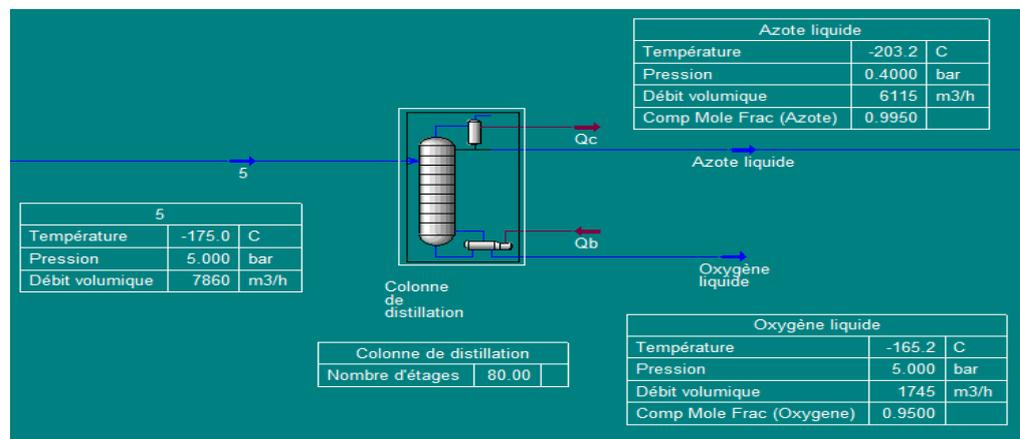 Azote liquide
Température -203.2 C
Pression 0.4000 bar
Débit volumique 6115 m3/h
Comp Mole Frac (Azote) 0.9950
Qc
Azote liquide
5
5
Température -175.0 C
Pression 5.000 bar
Débit volumique 7860 m3/h
Qb
Oxygène
liquide
Colonne
de
distillation
Colonne de distillation
Nombre d'étages 80.00
Oxygène liquide
Température -165.2 C
Pression 5.000 bar
Débit volumique 1745 m3/h
Comp Mole Frac (Oxygene) 0.9500